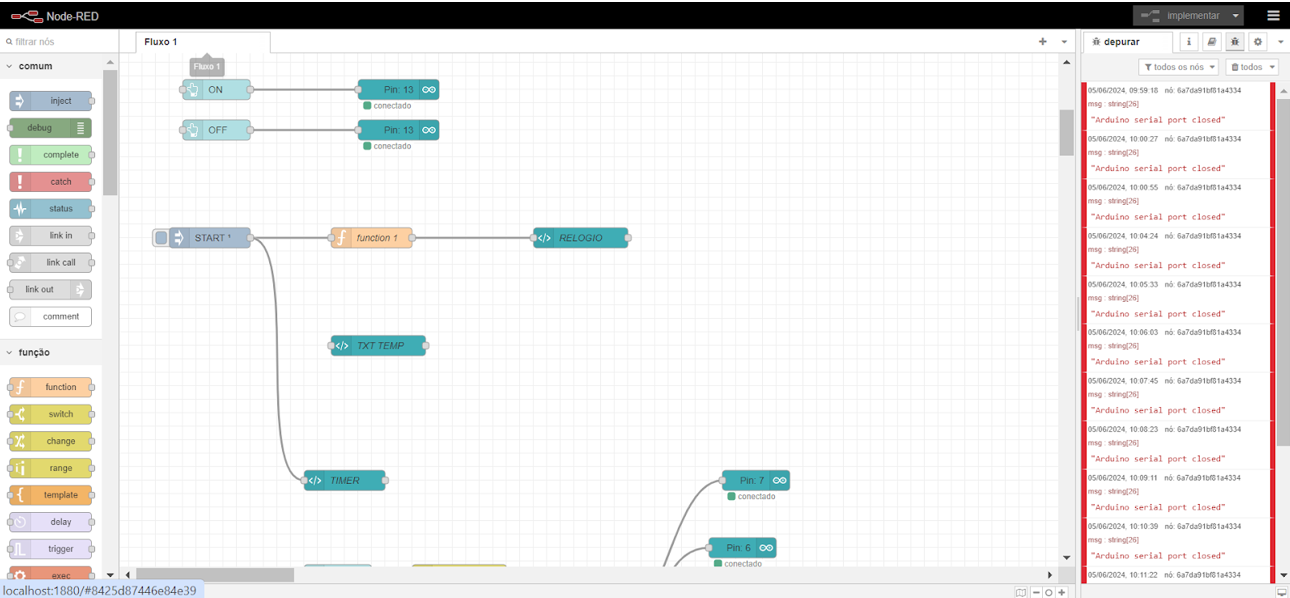 Node-RED
implementar
filtrar nós
Fluxo 1
depurar
Fluxo 1
todos os nós
todos
comum
inject
debug
complete
catch
status
link in
link call
link out
comment
função
function
switch
change
range
template
delay
trigger
exec
ON
Pin: 13
conectado
OFF
Pin: 13
conectado
START ¹
function 1
RELOGIO
TXT TEMP
TIMER
Pin: 7
conectado
Pin: 6
conectado
05/06/2024, 09:59:18 nó: 6a7da91bf81a4334
msg : string[26]
"Arduino serial port closed"
05/06/2024, 10:00:27 nó: 6a7da91bf81a4334
msg : string[26]
"Arduino serial port closed"
05/06/2024, 10:00:55 nó: 6a7da91bf81a4334
msg : string[26]
"Arduino serial port closed"
05/06/2024, 10:04:24 nó: 6a7da91bf81a4334
msg : string[26]
"Arduino serial port closed"
05/06/2024, 10:05:33 nó: 6a7da91bf81a4334
msg : string[26]
"Arduino serial port closed"
05/06/2024, 10:06:03 nó: 6a7da91bf81a4334
msg : string[26]
"Arduino serial port closed"
05/06/2024, 10:07:45 nó: 6a7da91bf81a4334
msg : string[26]
"Arduino serial port closed"
05/06/2024, 10:08:23 nó: 6a7da91bf81a4334
msg : string[26]
"Arduino serial port closed"
05/06/2024, 10:09:11 nó: 6a7da91bf81a4334
msg : string[26]
"Arduino serial port closed"
05/06/2024, 10:10:39 nó: 6a7da91bf81a4334
msg : string[26]
"Arduino serial port closed"
05/06/2024, 10:11:22 nó: 6a7da91bf81a4334
localhost:1880/#8425d87446e84e39